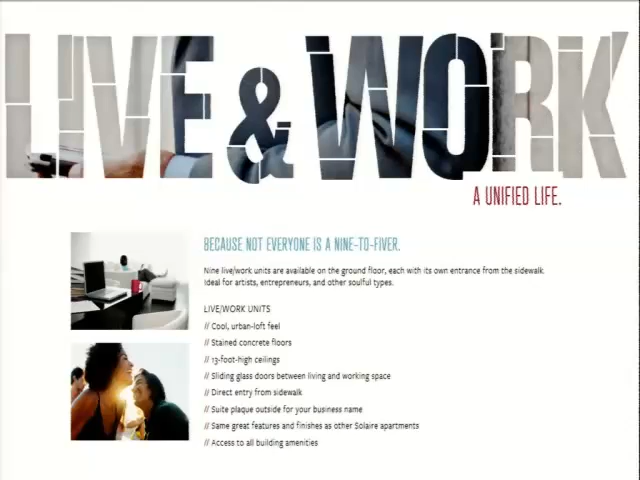 LIVE & WORK
A UNIFIED LIFE.
BECAUSE NOT EVERYONE IS A NINE-TO-FIVER.
Nine live/work units are available on the ground floor, each with its own entrance from the sidewalk.
Ideal for artists, entrepreneurs, and other soulful types.
LIVE/WORK UNITS
// Cool, urban-loft feel
// Stained concrete floors
// 13-foot-high ceilings
// Sliding glass doors between living and working space
// Direct entry from sidewalk
// Suite plaque outside for your business name
// Same great features and finishes as other Solaire apartments
// Access to all building amenities